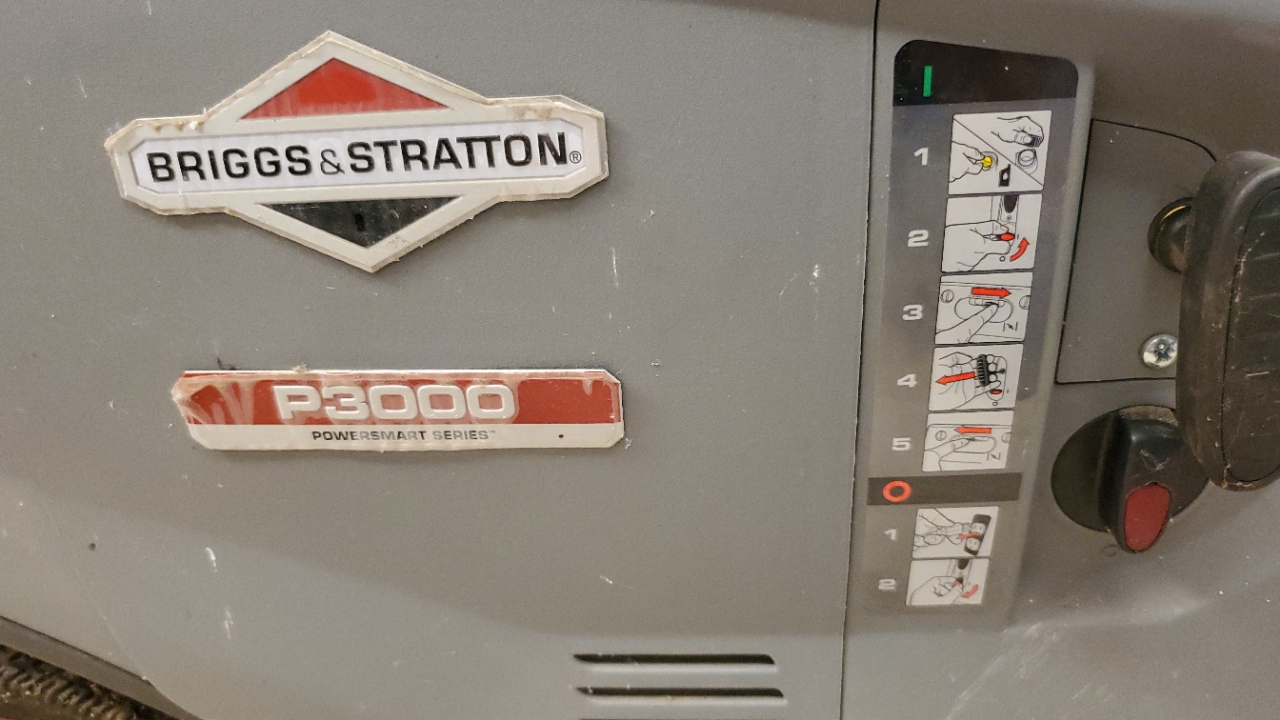 BRIGGS & STRATTON®
P3000
POWERSMART SERIES™
I
1
2
3
4
5
O
1
2